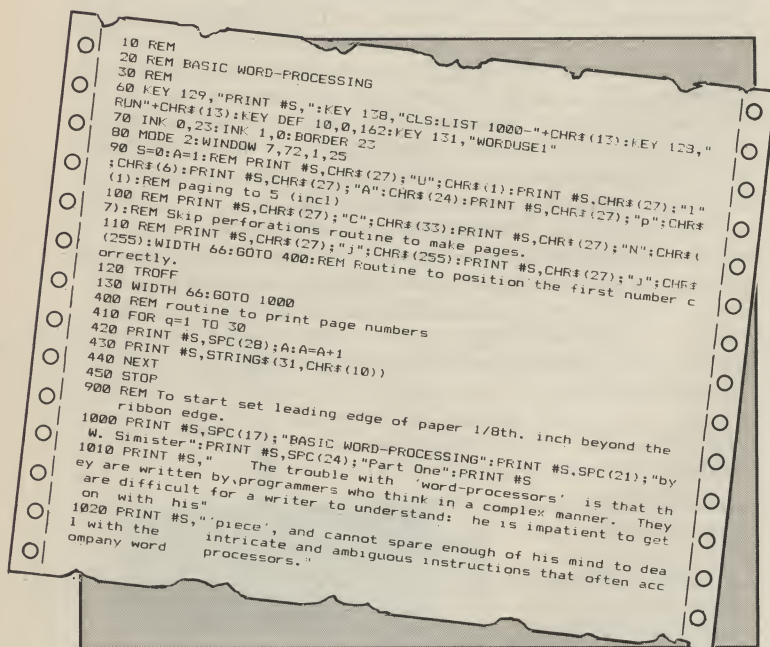 10 REM
20 REM BASIC WORD-PROCESSING
30 REM
60 KEY 129,"PRINT #S,":KEY 138,"CLS:LIST 1000-"+CHR$(13):KEY 128,"
RUN"+CHR$(13):KEY DEF 10,0,162:KEY 131,"WORDUSE1"
70 INK 0,23:INK 1,0:BORDER 23
80 MODE 2:WINDOW 7,72,1,25
90 S=0:A=1:REM PRINT #S,CHR$(27);"U";CHR$(1):PRINT #S,CHR$(27);"l"
;CHR$(6):PRINT #S,CHR$(27);"A";CHR$(24):PRINT #S,CHR$(27);"p";CHR$
(1):REM paging to 5 (incl)
100 REM PRINT #S,CHR$(27);"C";CHR$(33):PRINT #S,CHR$(27);"N";CHR$(
7):REM Skip perforations routine to make pages.
110 REM PRINT #S,CHR$(27);"j";CHR$(255):PRINT #S,CHR$(27);"j";CHR$
(255):WIDTH 66:GOTO 400:REM Routine to position the first number c
orrectly.
120 TROFF
130 WIDTH 66:GOTO 1000
400 REM routine to print page numbers
410 FOR q=1 TO 30
420 PRINT #S,SPC(28);A:A=A+1
430 PRINT #S,STRING$(31,CHR$(10))
440 NEXT
450 STOP
900 REM To start set leading edge of paper 1/8th. inch beyond the
ribbon edge.
1000 PRINT #S,SPC(17);"BASIC WORD-PROCESSING":PRINT #S,SPC(21);"by
W. Simister":PRINT #S,SPC(24);"Part One":PRINT #S
1010 PRINT #S,"    The trouble with 'word-processors' is that th
ey are written by programmers who think in a complex manner. They
are difficult for a writer to understand: he is impatient to get
on with his"
1020 PRINT #S,"'piece', and cannot spare enough of his mind to dea
l with the intricate and ambiguous instructions that often acc
ompany word processors."